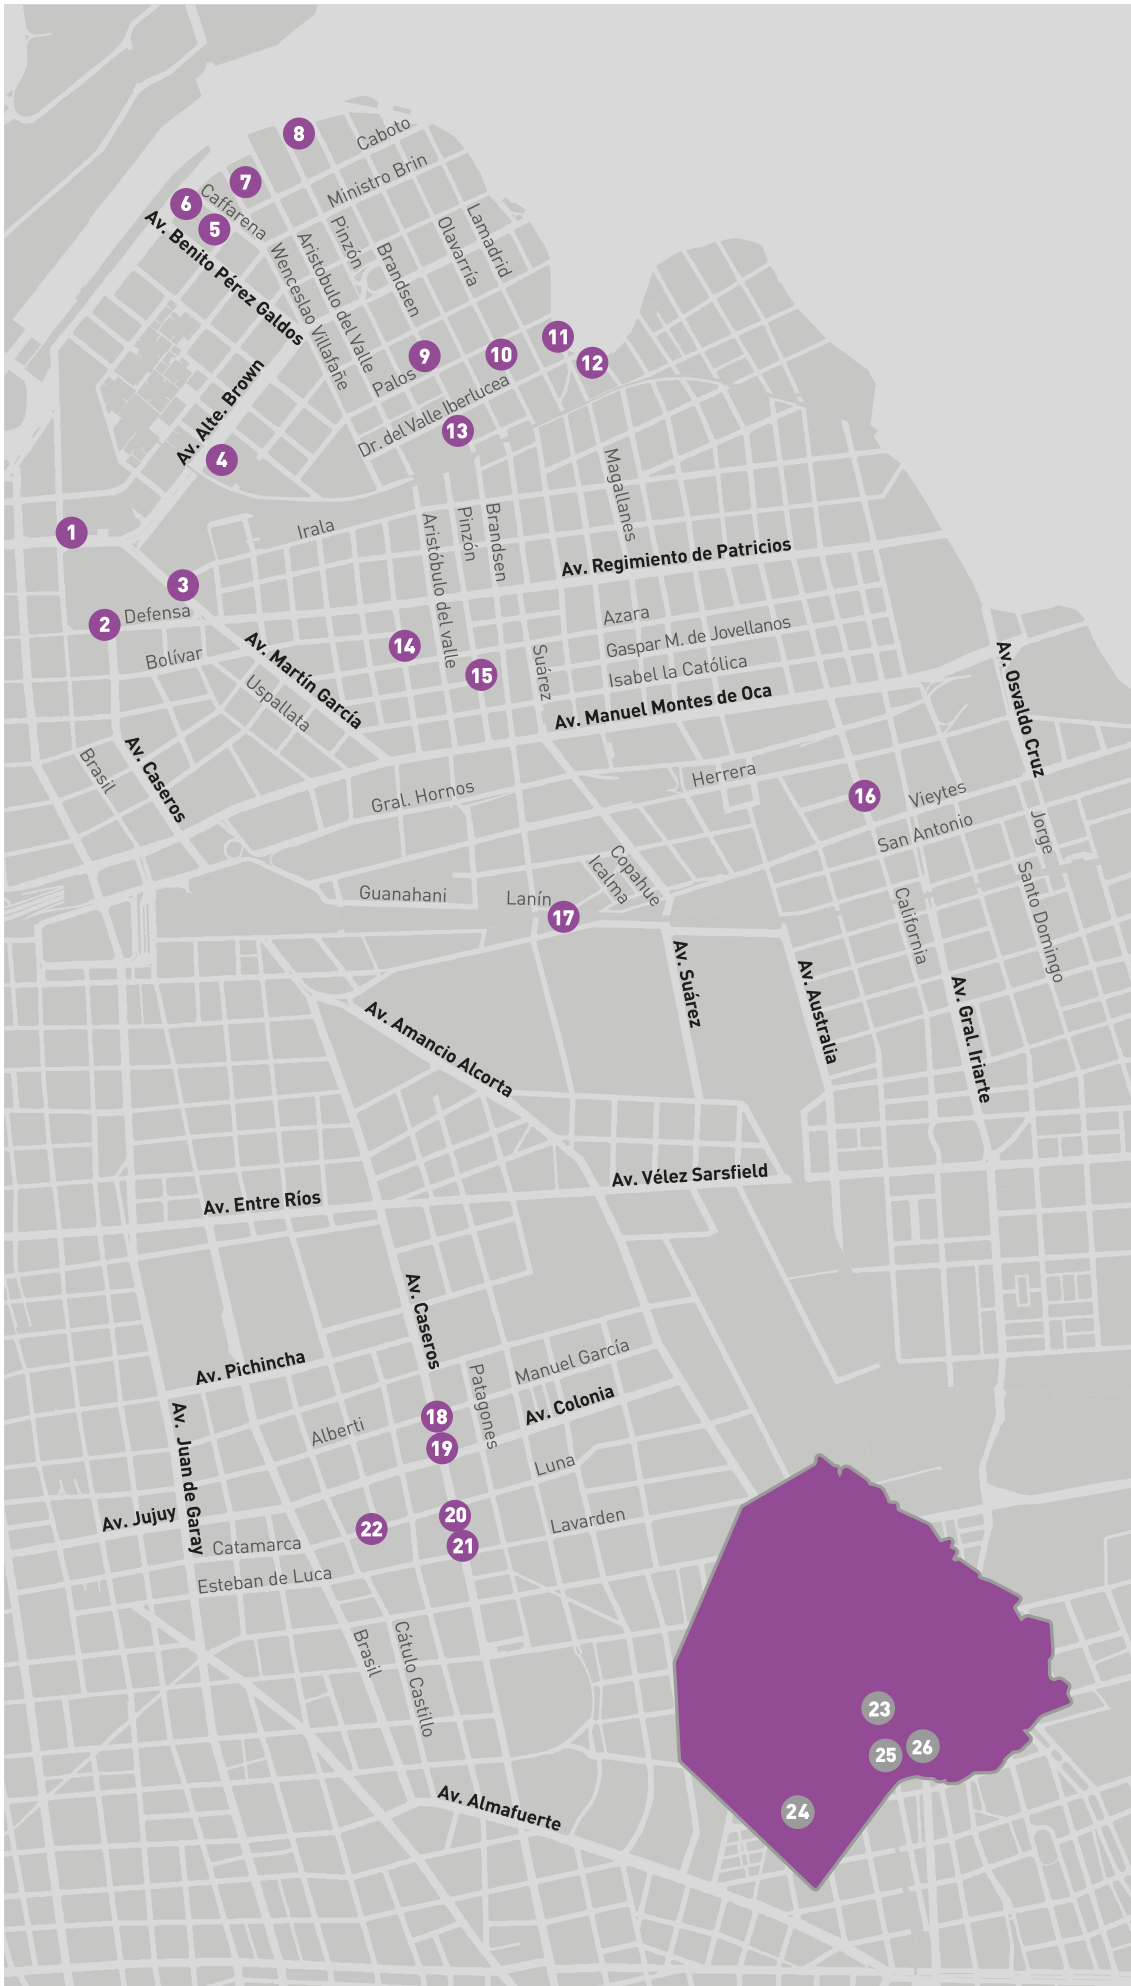 8
Caboto
7
Ministro Brin
6
Caffarena
5
Lamadrid
Av. Benito Pérez Galdos
Pinzón
Olavarría
Aristobulo del Valle
Brandsen
Wenceslao Villafañe
11
9
10
12
Palos
Av. Alte. Brown
Dr. del Valle Iberlucea
13
4
Magallanes
1
Irala
Aristóbulo del valle
Pinzón
Brandsen
Av. Regimiento de Patricios
3
2
Defensa
Azara
Bolívar
Av. Martín García
14
Gaspar M. de Jovellanos
15
Suárez
Isabel la Católica
Uspallata
Av. Manuel Montes de Oca
Av. Osvaldo Cruz
Brasil
Av. Caseros
Gral. Hornos
Herrera
16
Vieytes
San Antonio
Jorge
Copahue
Icalma
Guanahani
Lanín
17
California
Santo Domingo
Av. Suárez
Av. Australia
Av. Gral. Iriarte
Av. Amancio Alcorta
Av. Vélez Sarsfield
Av. Entre Ríos
Av. Caseros
Av. Pichincha
Manuel García
Patagones
Av. Colonia
18
Alberti
19
Av. Juan de Garay
Luna
Av. Jujuy
20
22
Lavarden
21
Catamarca
Esteban de Luca
Brasil
Cátulo Castillo
23
26
25
24
Av. Almafuerte